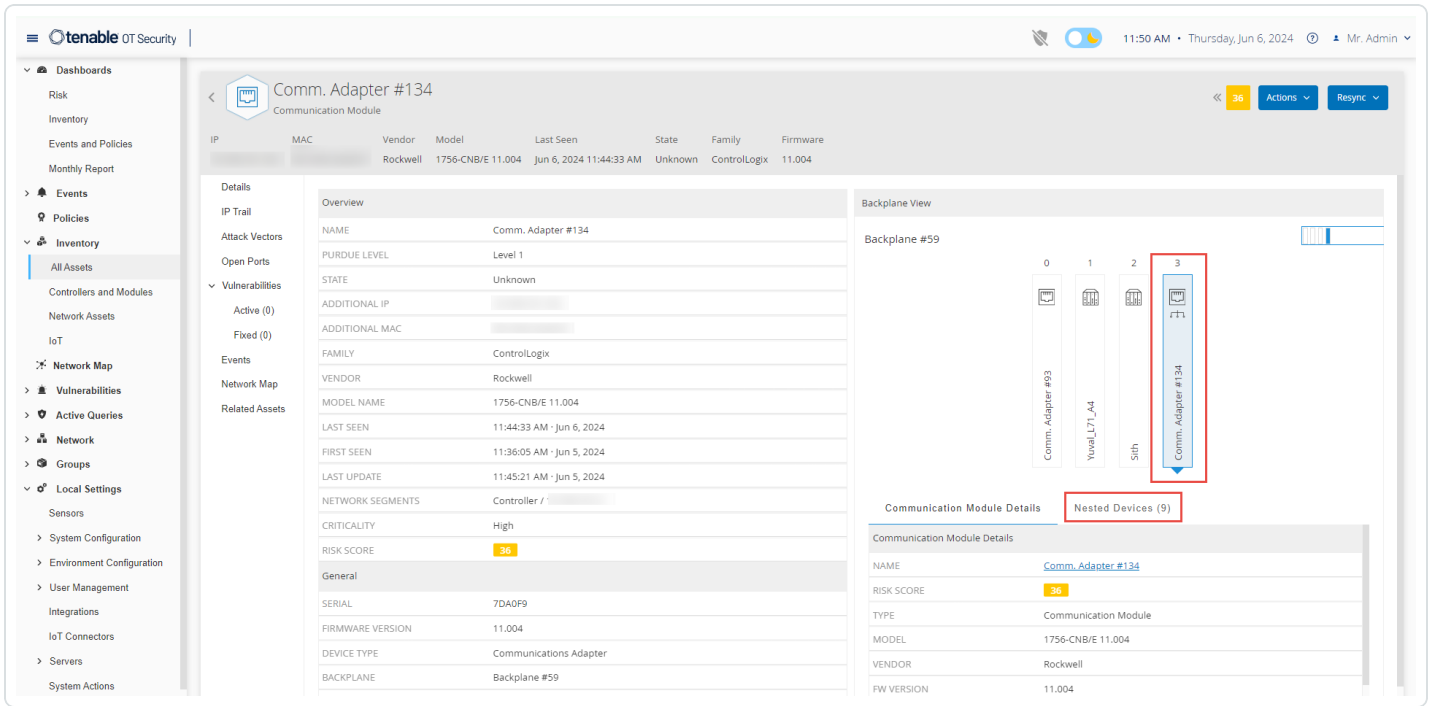 tenable OT Security
11:50 AM • Thursday, Jun 6, 2024 Mr. Admin
Dashboards
Risk
Inventory
Events and Policies
Monthly Report
Events
Policies
Inventory
All Assets
Controllers and Modules
Network Assets
IoT
Network Map
Vulnerabilities
Active Queries
Network
Groups
Local Settings
Sensors
System Configuration
Environment Configuration
User Management
Integrations
IoT Connectors
Servers
System Actions
Comm. Adapter #134
Communication Module
36 Actions Resync
IP MAC Vendor Model Last Seen State Family Firmware
Rockwell 1756-CNB/E 11.004 Jun 6, 2024 11:44:33 AM Unknown ControlLogix 11.004
Details
IP Trail
Attack Vectors
Open Ports
Vulnerabilities
Active (0)
Fixed (0)
Events
Network Map
Related Assets
Overview
NAME Comm. Adapter #134
PURDUE LEVEL Level 1
STATE Unknown
ADDITIONAL IP
ADDITIONAL MAC
FAMILY ControlLogix
VENDOR Rockwell
MODEL NAME 1756-CNB/E 11.004
LAST SEEN 11:44:33 AM · Jun 6, 2024
FIRST SEEN 11:36:05 AM · Jun 5, 2024
LAST UPDATE 11:45:21 AM · Jun 5, 2024
NETWORK SEGMENTS Controller /
CRITICALITY High
RISK SCORE 36
General
SERIAL 7DA0F9
FIRMWARE VERSION 11.004
DEVICE TYPE Communications Adapter
BACKPLANE Backplane #59
Backplane View
Backplane #59
0 1 2 3
Comm. Adapter #93
Yuval_L71_A4
Sith
Comm. Adapter #134
Communication Module Details Nested Devices (9)
Communication Module Details
NAME Comm. Adapter #134
RISK SCORE 36
TYPE Communication Module
MODEL 1756-CNB/E 11.004
VENDOR Rockwell
FW VERSION 11.004